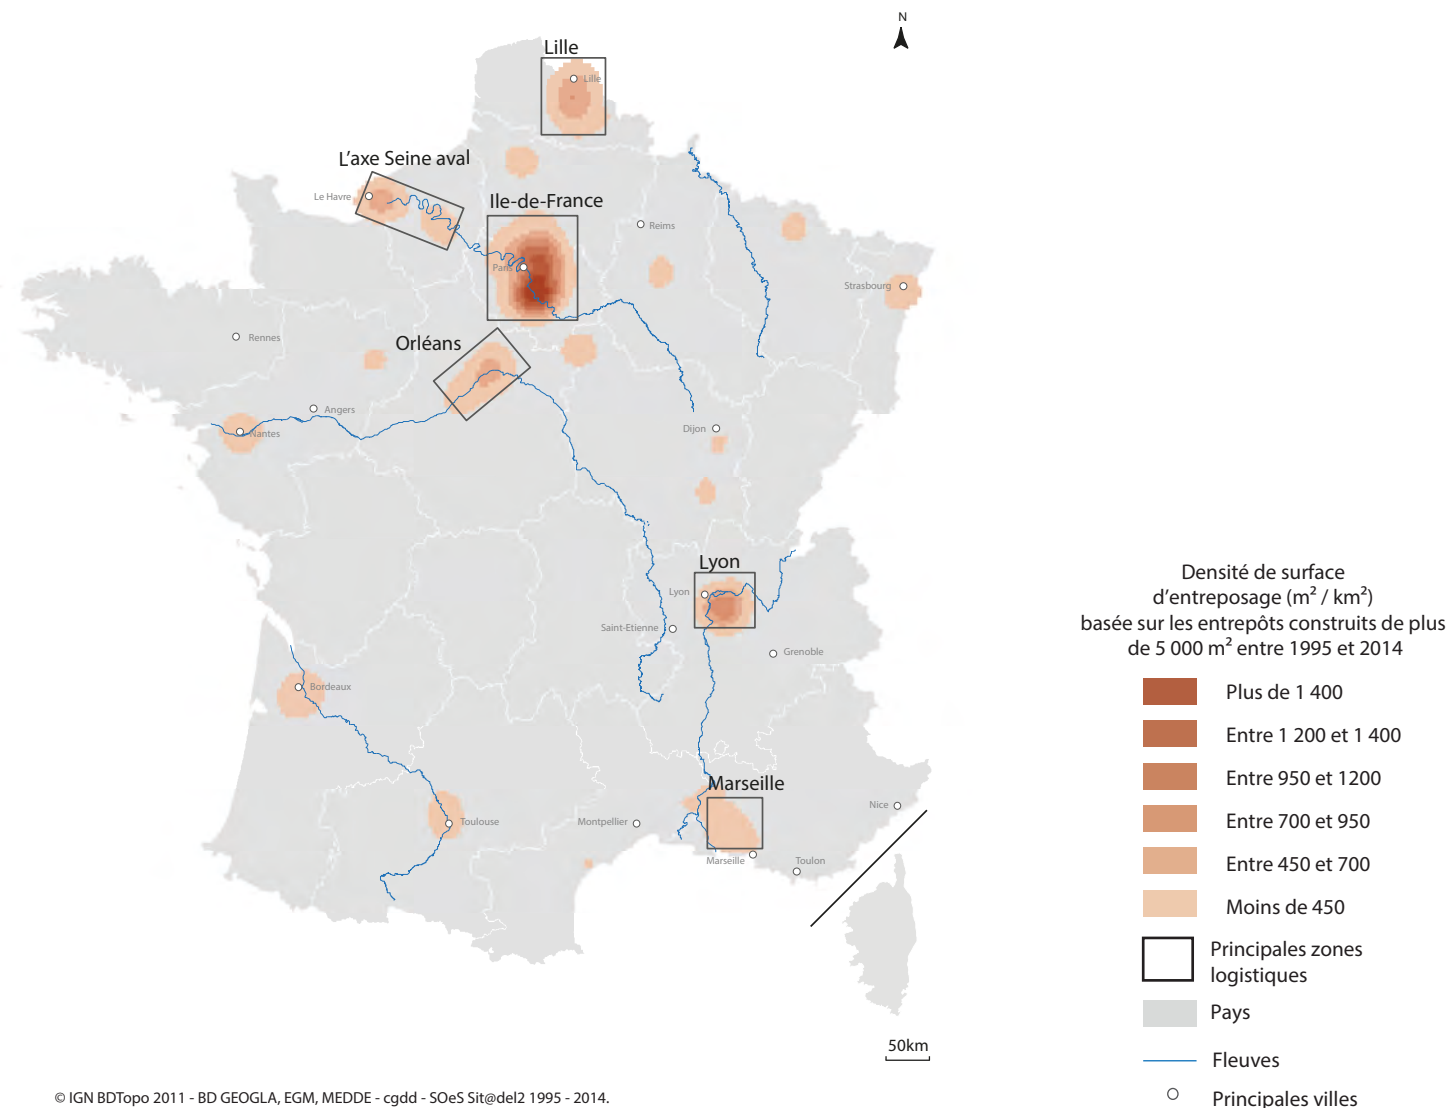 N
Lille
Lille
L'axe Seine aval
Le Havre
Ile-de-France
Reims
Paris
Strasbourg
Rennes
Orléans
Angers
Nantes
Dijon
Lyon
Lyon
Saint-Etienne
Grenoble
Bordeaux
Marseille
Nice
Toulouse
Montpellier
Marseille
Toulon
50km
Densité de surface
d'entreposage (m² / km²)
basée sur les entrepôts construits de plus
de 5 000 m² entre 1995 et 2014
Plus de 1 400
Entre 1 200 et 1 400
Entre 950 et 1200
Entre 700 et 950
Entre 450 et 700
Moins de 450
Principales zones
logistiques
Pays
Fleuves
Principales villes
© IGN BDTopo 2011 - BD GEOGLA, EGM, MEDDE - cgdd - SOeS Sit@del2 1995 - 2014.